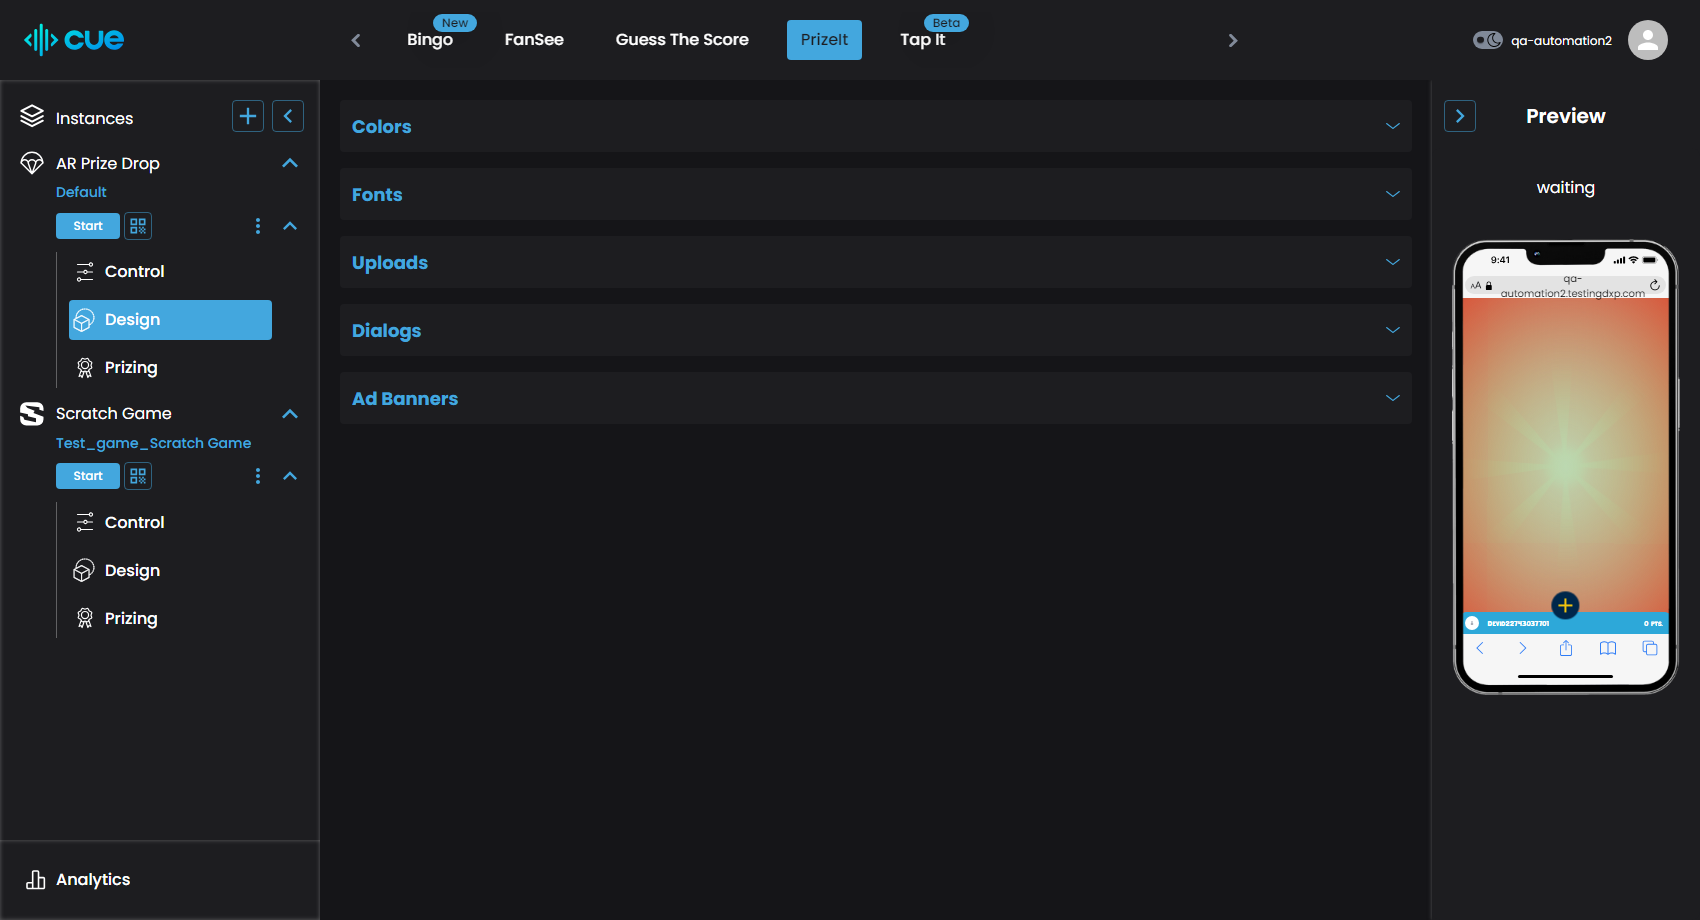 cue
Bingo
New
FanSee
Guess The Score
PrizeIt
Tap It
Beta
qa-automation2
Instances
AR Prize Drop
Default
Start
Control
Design
Prizing
Scratch Game
Test_game_Scratch Game
Start
Control
Design
Prizing
Analytics
Colors
Fonts
Uploads
Dialogs
Ad Banners
Preview
waiting
9:41
AA
qa-
automation2.testingdxp.com
DEVID22743037701
0 PTS.